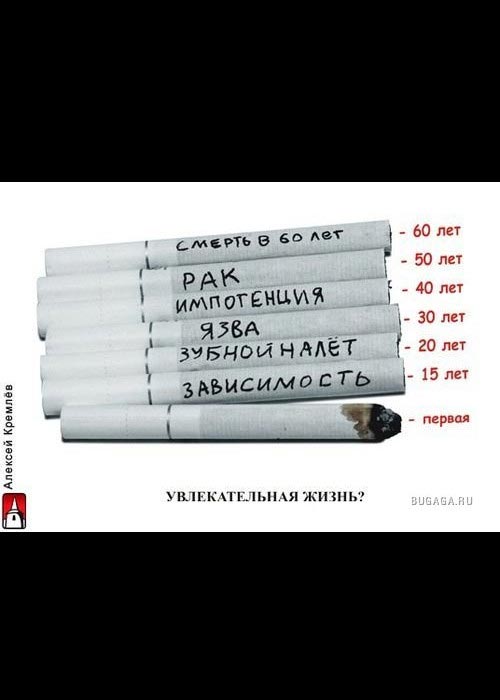 СМЕРТЬ В 60 ЛЕТ - 60 лет
РАК - 50 лет
ИМПОТЕНЦИЯ - 40 лет
ЯЗВА - 30 лет
ЗУБНОЙ НАЛЁТ - 20 лет
ЗАВИСИМОСТЬ - 15 лет
- первая
УВЛЕКАТЕЛЬНАЯ ЖИЗНЬ?
BUGAGA.RU
Алексей Кремлёв